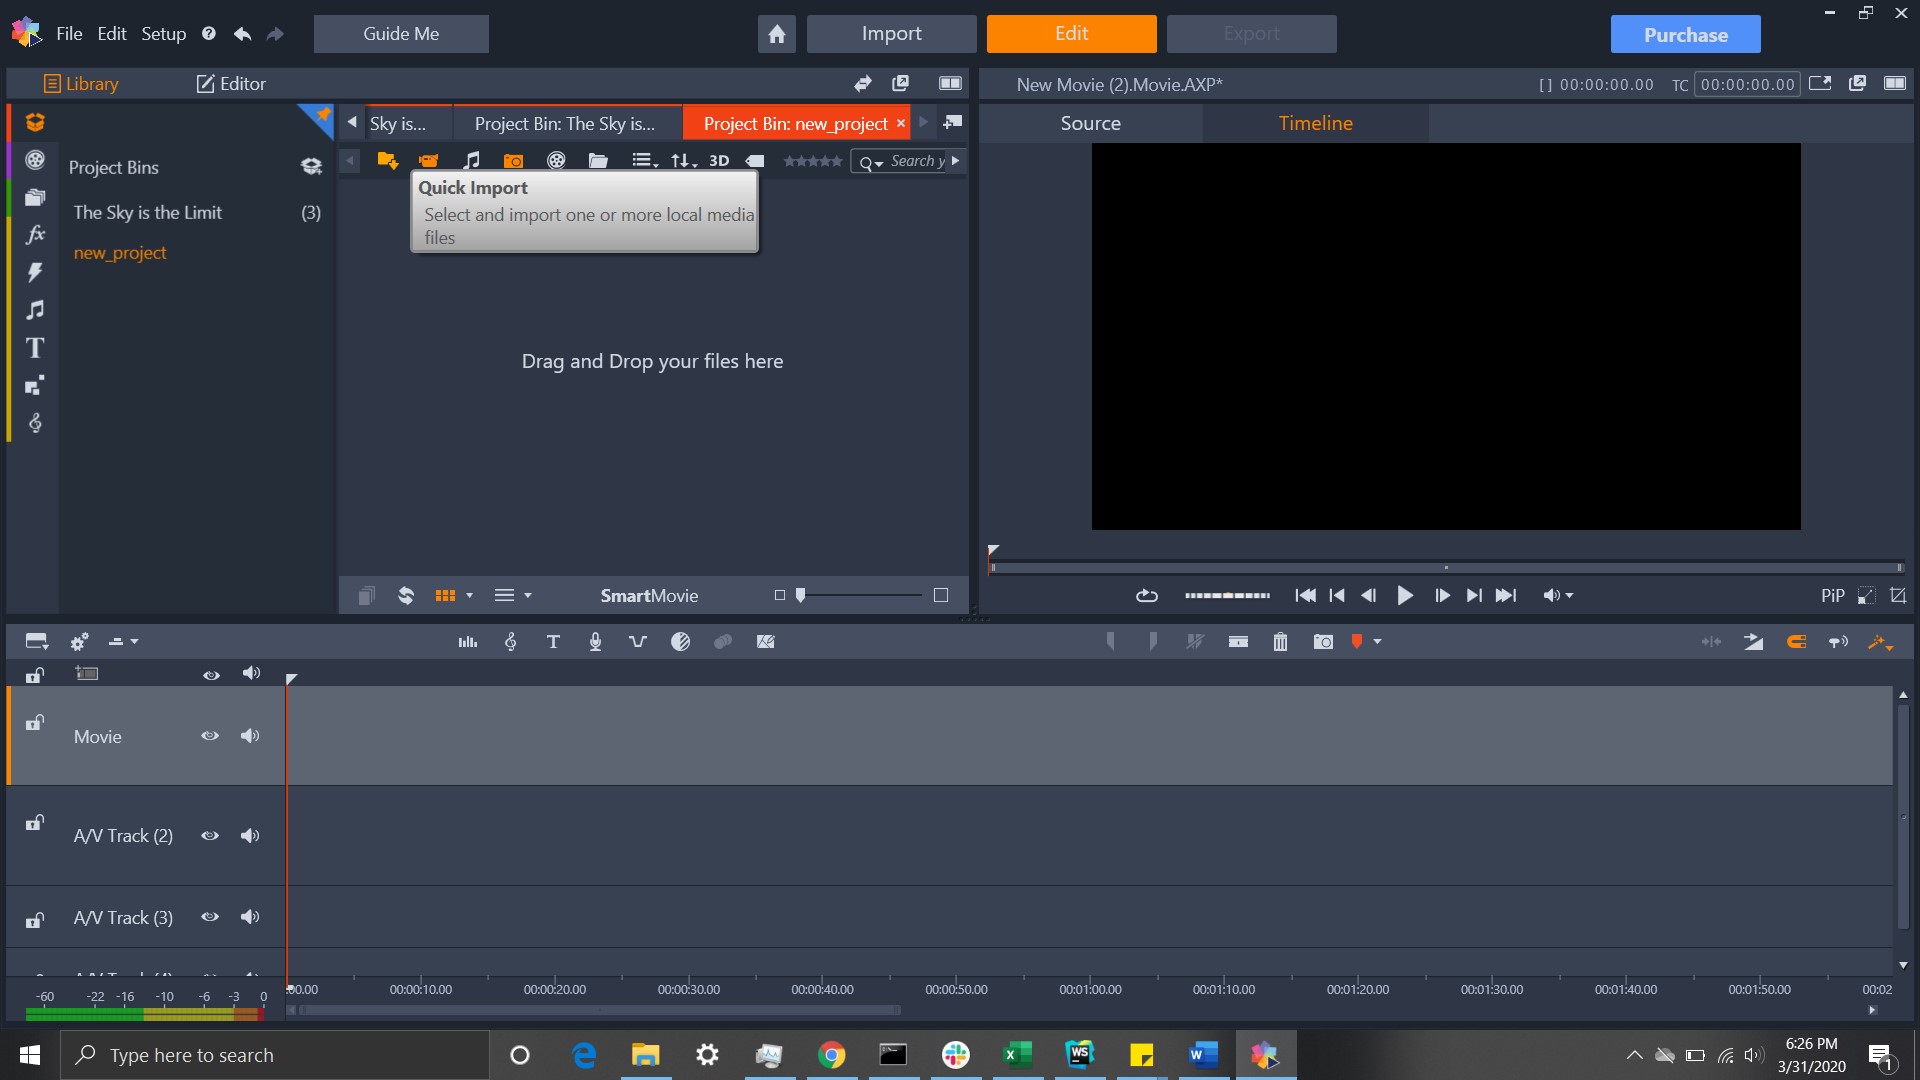 File Edit Setup
Guide Me
Import
Edit
Export
Purchase
Library
Editor
New Movie (2).Movie.AXP*
[ ] 00:00:00.00
TC 00:00:00.00
Sky is...
Project Bin: The Sky is...
Project Bin: new_project
Source
Timeline
3D
Search y
Project Bins
The Sky is the Limit (3)
new_project
Quick Import
Select and import one or more local media
files
Drag and Drop your files here
SmartMovie
PiP
Movie
A/V Track (2)
A/V Track (3)
-60 -22 -16 -10 -6 -3 0
:00.00 00:00:10.00 00:00:20.00 00:00:30.00 00:00:40.00 00:00:50.00 00:01:00.00 00:01:10.00 00:01:20.00 00:01:30.00 00:01:40.00 00:01:50.00 00:02
Type here to search
WS
6:26 PM
3/31/2020
1